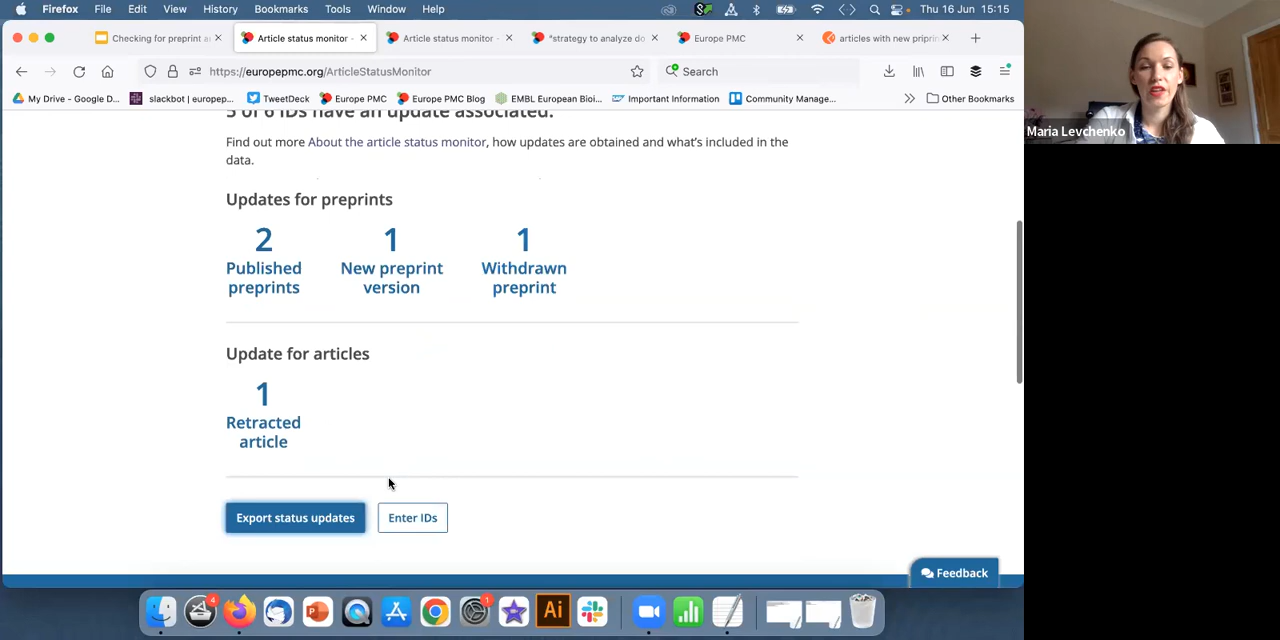 Firefox File Edit View History Bookmarks Tools Window Help Thu 16 Jun 15:15
Checking for preprint a
Article status monitor -
Article status monitor -
"strategy to analyze do
Europe PMC
articles with new priprin
https://europepmc.org/ArticleStatusMonitor
Search
My Drive - Google D...
slackbot | europep...
TweetDeck
Europe PMC
Europe PMC Blog
EMBL European Bioi...
Important Information
Community Manage...
Other Bookmarks
Maria Levchenko
5 of 6 IDs have an update associated.
Find out more About the article status monitor, how updates are obtained and what's included in the
data.
Updates for preprints
2
Published
preprints
1
New preprint
version
1
Withdrawn
preprint
Update for articles
1
Retracted
article
Export status updates
Enter IDs
Feedback
4
1
Ai